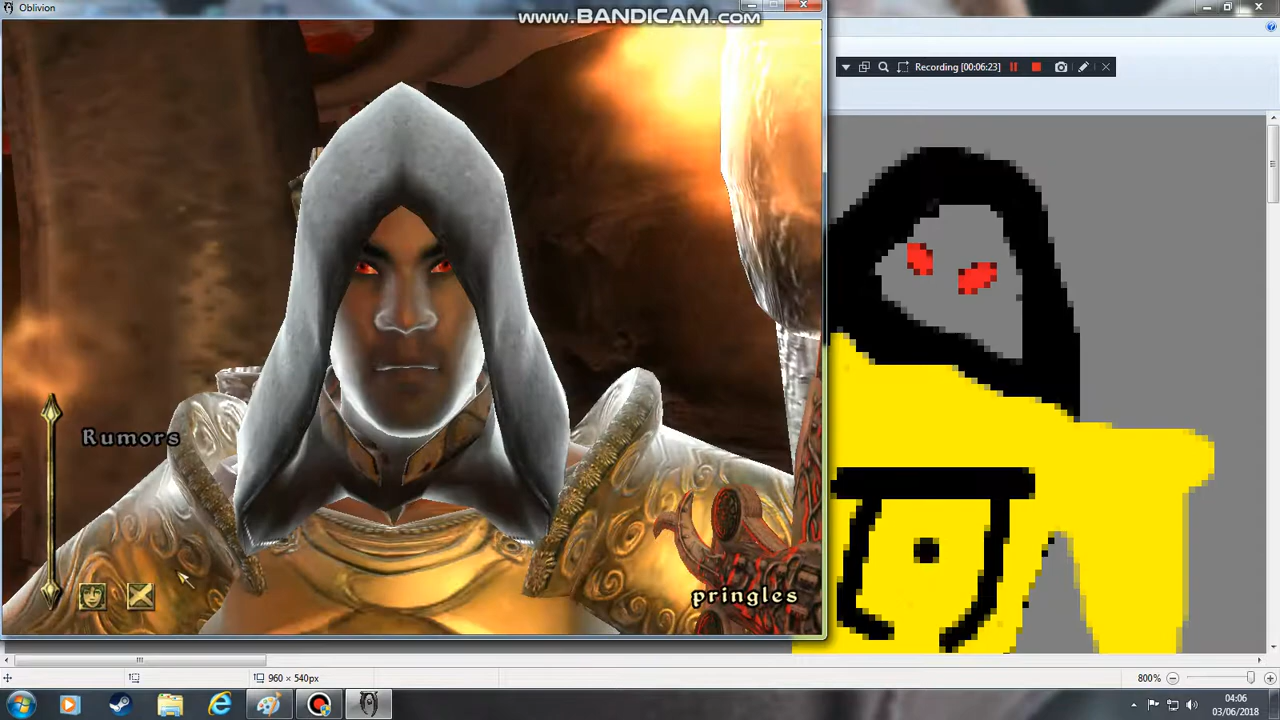 Oblivion
www.BANDICAM.com
Recording [00:06:23]
Rumors
pringles
960 × 540px
800%
04:06
03/06/2018